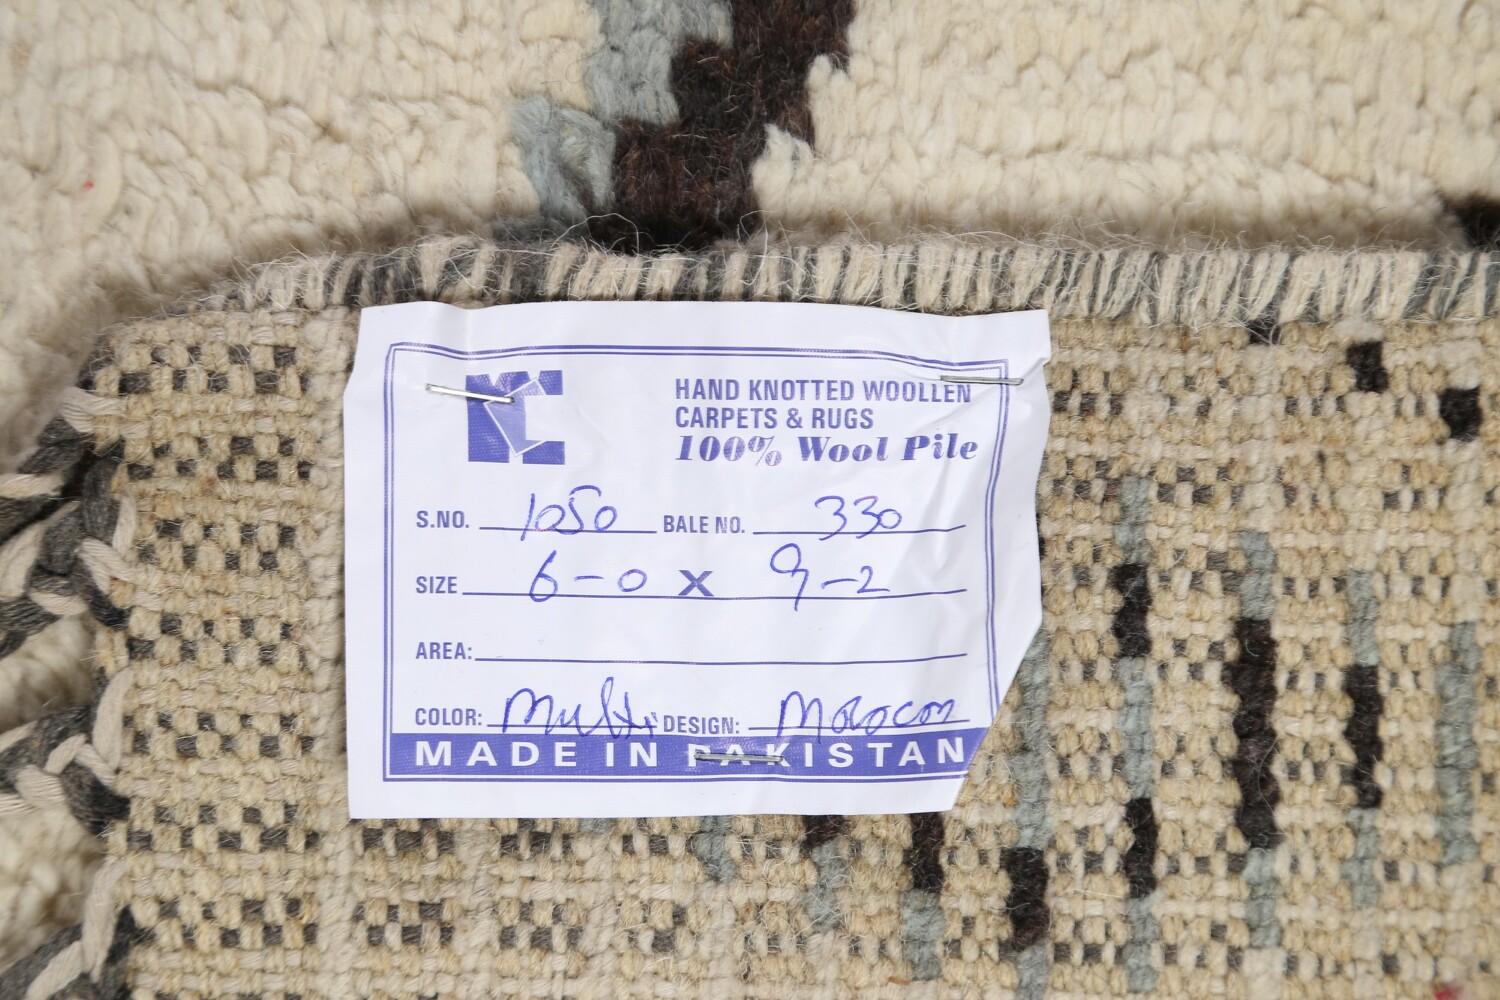 HAND KNOTTED WOOLLEN
CARPETS & RUGS
100% Wool Pile
S.NO. 1050 BALE NO. 330
SIZE 6-0 X 9-2
AREA:
COLOR: Multi DESIGN: Morocon
MADE IN PAKISTAN